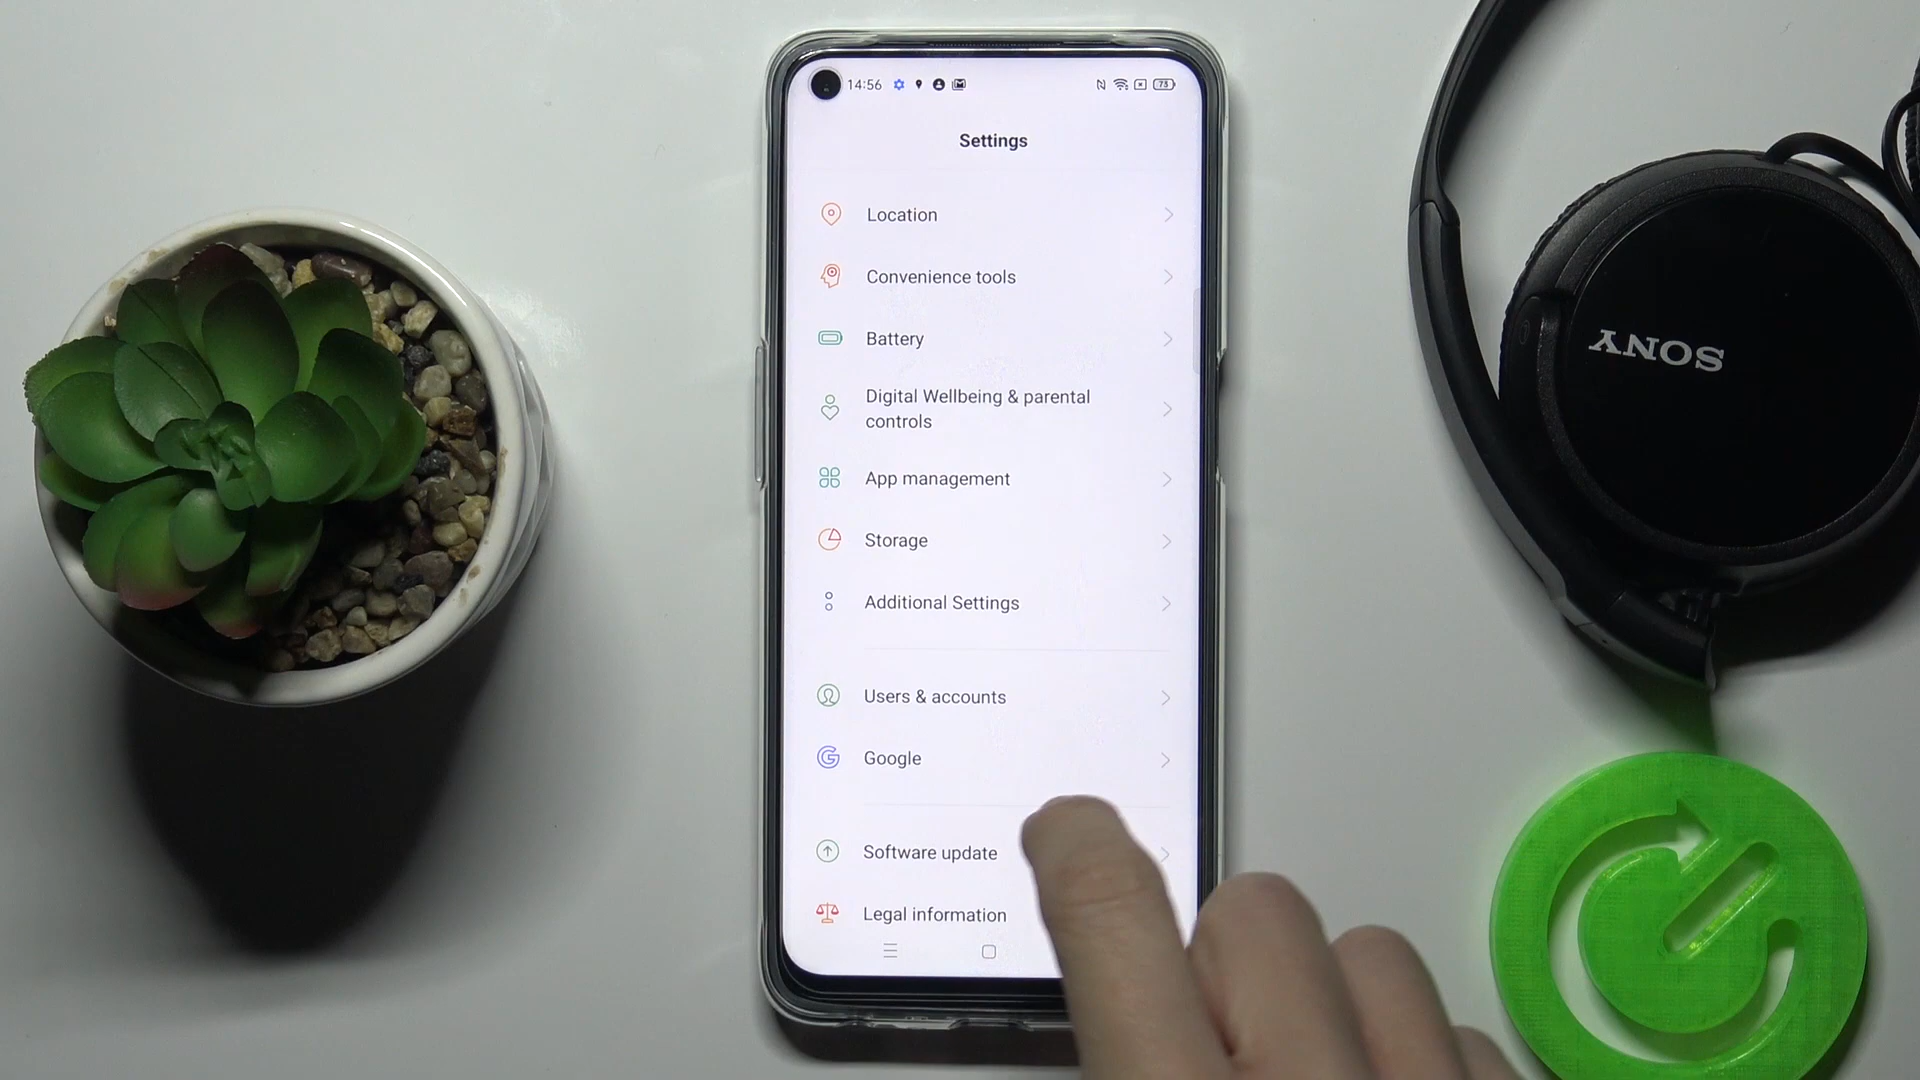 14:56
73
Settings
Location
Convenience tools
Battery
Digital Wellbeing & parental
controls
App management
Storage
Additional Settings
Users & accounts
Google
Software update
Legal information
SONY